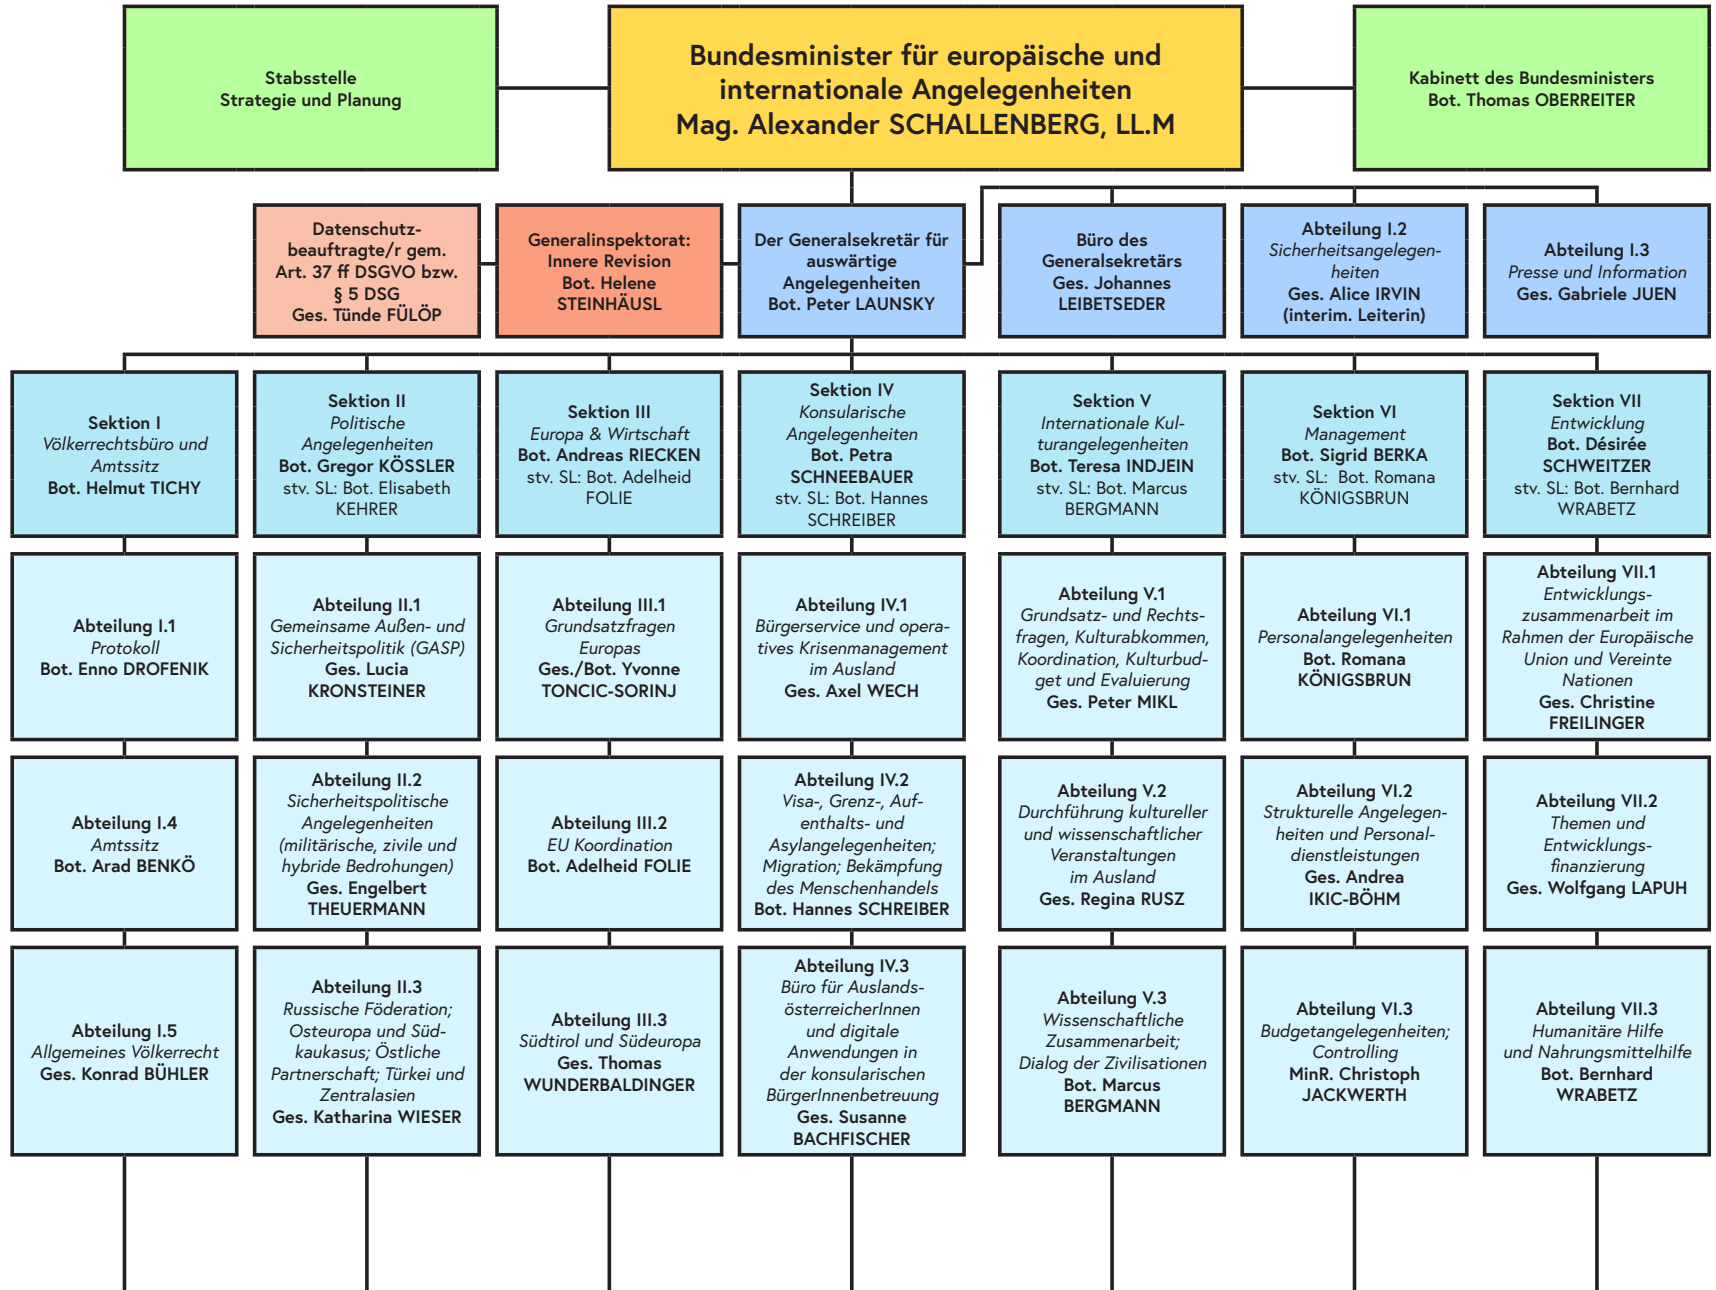 Stabsstelle
Strategie und Planung
Bundesminister für europäische und
internationale Angelegenheiten
Mag. Alexander SCHALLENBERG, LL.M
Kabinett des Bundesministers
Bot. Thomas OBERREITER
Datenschutz-
beauftragte/r gem.
Art. 37 ff DSGVO bzw.
§ 5 DSG
Ges. Tünde FÜLÖP
Generalinspektorat:
Innere Revision
Bot. Helene
STEINHÄUSL
Der Generalsekretär für
auswärtige
Angelegenheiten
Bot. Peter LAUNSKY
Büro des
Generalsekretärs
Ges. Johannes
LEIBETSEDER
Abteilung I.2
Sicherheitsangelegen-
heiten
Ges. Alice IRVIN
(interim. Leiterin)
Abteilung I.3
Presse und Information
Ges. Gabriele JUEN
Sektion I
Völkerrechtsbüro und
Amtssitz
Bot. Helmut TICHY
Sektion II
Politische
Angelegenheiten
Bot. Gregor KÖSSLER
stv. SL: Bot. Elisabeth
KEHRER
Sektion III
Europa & Wirtschaft
Bot. Andreas RIECKEN
stv. SL: Bot. Adelheid
FOLIE
Sektion IV
Konsularische
Angelegenheiten
Bot. Petra
SCHNEEBAUER
stv. SL: Bot. Hannes
SCHREIBER
Sektion V
Internationale Kul-
turangelegenheiten
Bot. Teresa INDJEIN
stv. SL: Bot. Marcus
BERGMANN
Sektion VI
Management
Bot. Sigrid BERKA
stv. SL: Bot. Romana
KÖNIGSBRUN
Sektion VII
Entwicklung
Bot. Désirée
SCHWEITZER
stv. SL: Bot. Bernhard
WRABETZ
Abteilung I.1
Protokoll
Bot. Enno DROFENIK
Abteilung II.1
Gemeinsame Außen- und
Sicherheitspolitik (GASP)
Ges. Lucia
KRONSTEINER
Abteilung III.1
Grundsatzfragen
Europas
Ges./Bot. Yvonne
TONCIC-SORINJ
Abteilung IV.1
Bürgerservice und opera-
tives Krisenmanagement
im Ausland
Ges. Axel WECH
Abteilung V.1
Grundsatz- und Rechts-
fragen, Kulturabkommen,
Koordination, Kulturbud-
get und Evaluierung
Ges. Peter MIKL
Abteilung VI.1
Personalangelegenheiten
Bot. Romana
KÖNIGSBRUN
Abteilung VII.1
Entwicklungs-
zusammenarbeit im
Rahmen der Europäische
Union und Vereinte
Nationen
Ges. Christine
FREILINGER
Abteilung I.4
Amtssitz
Bot. Arad BENKÖ
Abteilung II.2
Sicherheitspolitische
Angelegenheiten
(militärische, zivile und
hybride Bedrohungen)
Ges. Engelbert
THEUERMANN
Abteilung III.2
EU Koordination
Bot. Adelheid FOLIE
Abteilung IV.2
Visa-, Grenz-, Auf-
enthalts- und
Asylangelegenheiten;
Migration; Bekämpfung
des Menschenhandels
Bot. Hannes SCHREIBER
Abteilung V.2
Durchführung kultureller
und wissenschaftlicher
Veranstaltungen
im Ausland
Ges. Regina RUSZ
Abteilung VI.2
Strukturelle Angelegen-
heiten und Personal-
dienstleistungen
Ges. Andrea
IKIC-BÖHM
Abteilung VII.2
Themen und
Entwicklungs-
finanzierung
Ges. Wolfgang LAPUH
Abteilung I.5
Allgemeines Völkerrecht
Ges. Konrad BÜHLER
Abteilung II.3
Russische Föderation;
Osteuropa und Süd-
kaukasus; Östliche
Partnerschaft; Türkei und
Zentralasien
Ges. Katharina WIESER
Abteilung III.3
Südtirol und Südeuropa
Ges. Thomas
WUNDERBALDINGER
Abteilung IV.3
Büro für Auslands-
österreicherInnen
und digitale
Anwendungen in
der konsularischen
BürgerInnenbetreuung
Ges. Susanne
BACHFISCHER
Abteilung V.3
Wissenschaftliche
Zusammenarbeit;
Dialog der Zivilisationen
Bot. Marcus
BERGMANN
Abteilung VI.3
Budgetangelegenheiten;
Controlling
MinR. Christoph
JACKWERTH
Abteilung VII.3
Humanitäre Hilfe
und Nahrungsmittelhilfe
Bot. Bernhard
WRABETZ